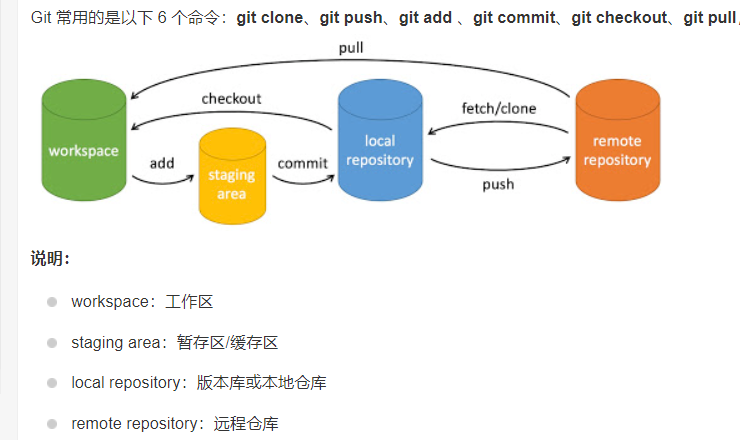 Git 常用的是以下 6 个命令：git clone、git push、git add 、git commit、git checkout、git pull
pull
checkout
fetch/clone
workspace
local
repository
remote
repository
add
staging
area
commit
push
说明：
workspace：工作区
staging area：暂存区/缓存区
local repository：版本库或本地仓库
remote repository：远程仓库